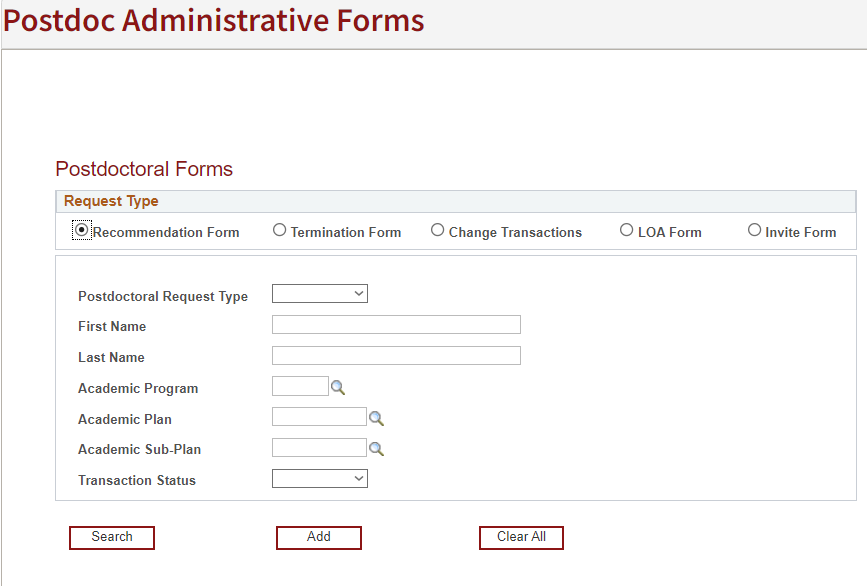 Postdoc Administrative Forms
Postdoctoral Forms
Request Type
Recommendation Form Termination Form Change Transactions LOA Form Invite Form
Postdoctoral Request Type
First Name
Last Name
Academic Program
Academic Plan
Academic Sub-Plan
Transaction Status
Search Add Clear All